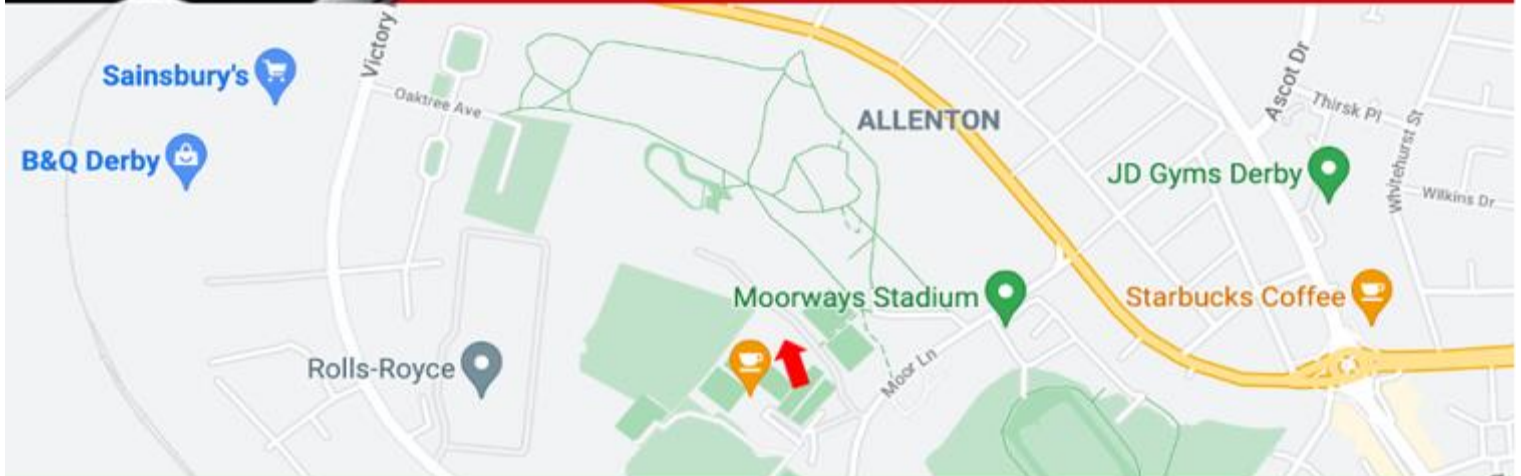 Victory
Sainsbury's
Oaktree Ave
B&Q Derby
ALLENTON
Ascot Dr
Thirsk Pl
Whitehurst St
JD Gyms Derby
Wilkins Dr
Moorways Stadium
Starbucks Coffee
Rolls-Royce
Moor Ln